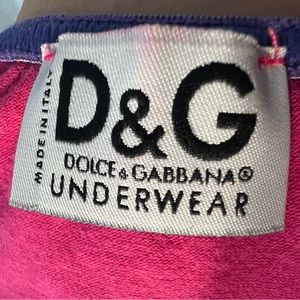 MADE IN ITALY
D&G
DOLCE & GABBANA®
UNDERWEAR